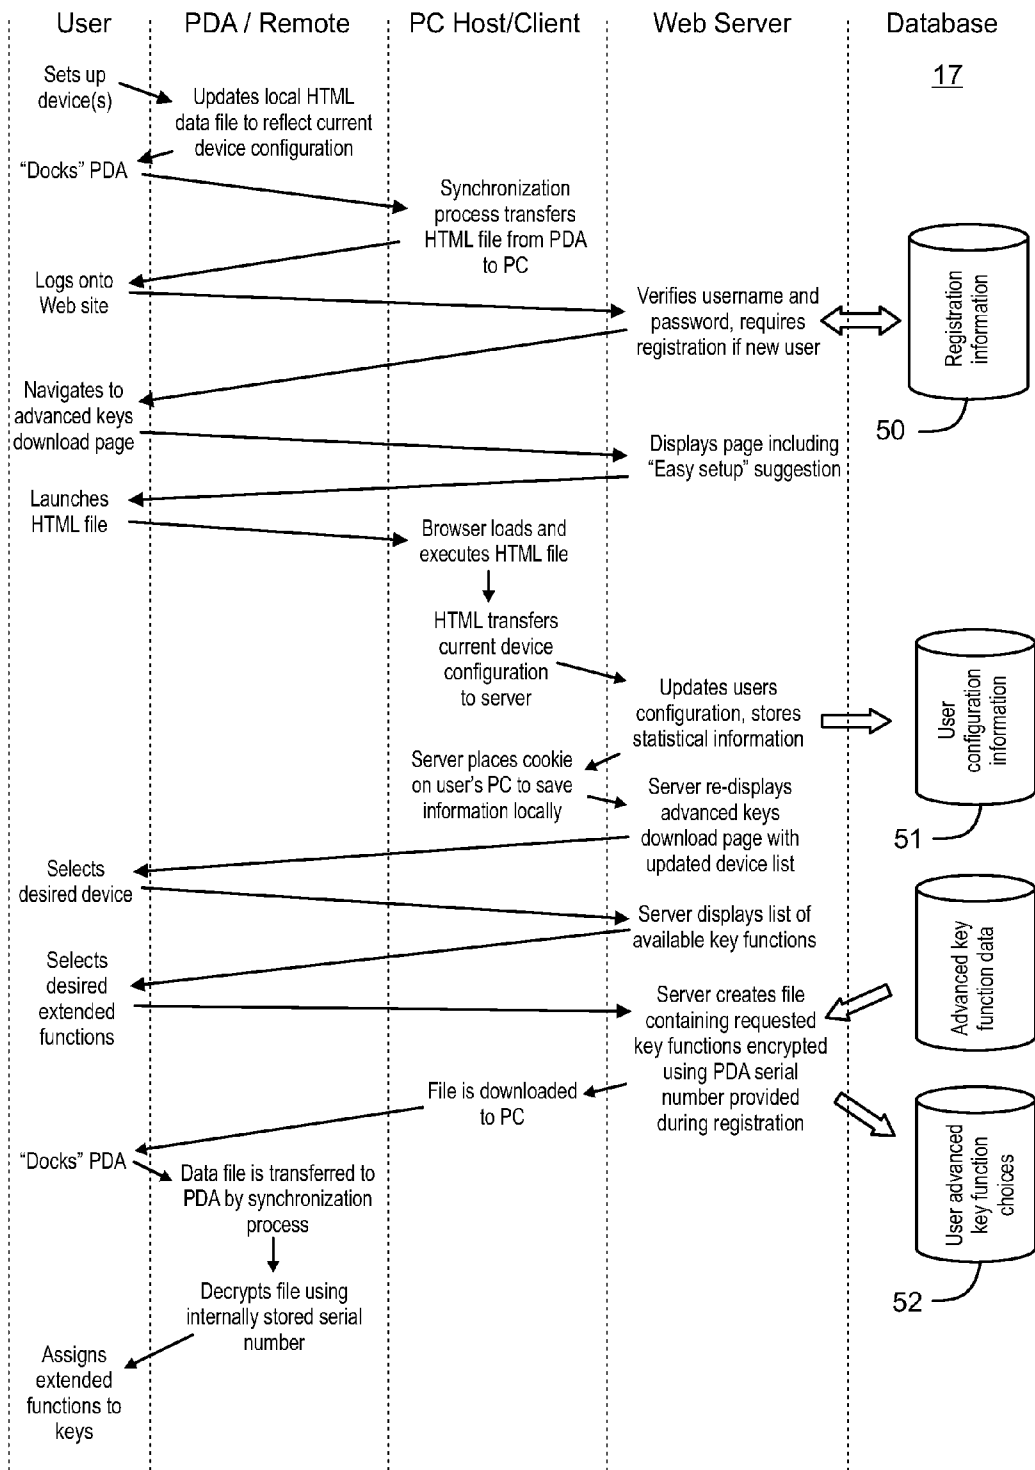 User
PDA / Remote
PC Host/Client
Web Server
Database
17
Sets up
device(s)
Updates local HTML
data file to reflect current
device configuration
“Docks” PDA
Synchronization
process transfers
HTML file from PDA
to PC
Logs onto
Web site
Verifies username and
password, requires
registration if new user
Registration
information
50
Navigates to
advanced keys
download page
Displays page including
“Easy setup” suggestion
Launches
HTML file
Browser loads and
executes HTML file
HTML transfers
current device
configuration
to server
Updates users
configuration, stores
statistical information
User
configuration
information
51
Server places cookie
on user's PC to save
information locally
Server re-displays
advanced keys
download page with
updated device list
Selects
desired device
Server displays list of
available key functions
Advanced key
function data
Selects
desired
extended
functions
Server creates file
containing requested
key functions encrypted
using PDA serial
number provided
during registration
File is downloaded
to PC
User advanced
key function
choices
52
“Docks” PDA
Data file is transferred to
PDA by synchronization
process
Decrypts file using
internally stored serial
number
Assigns
extended
functions to
keys